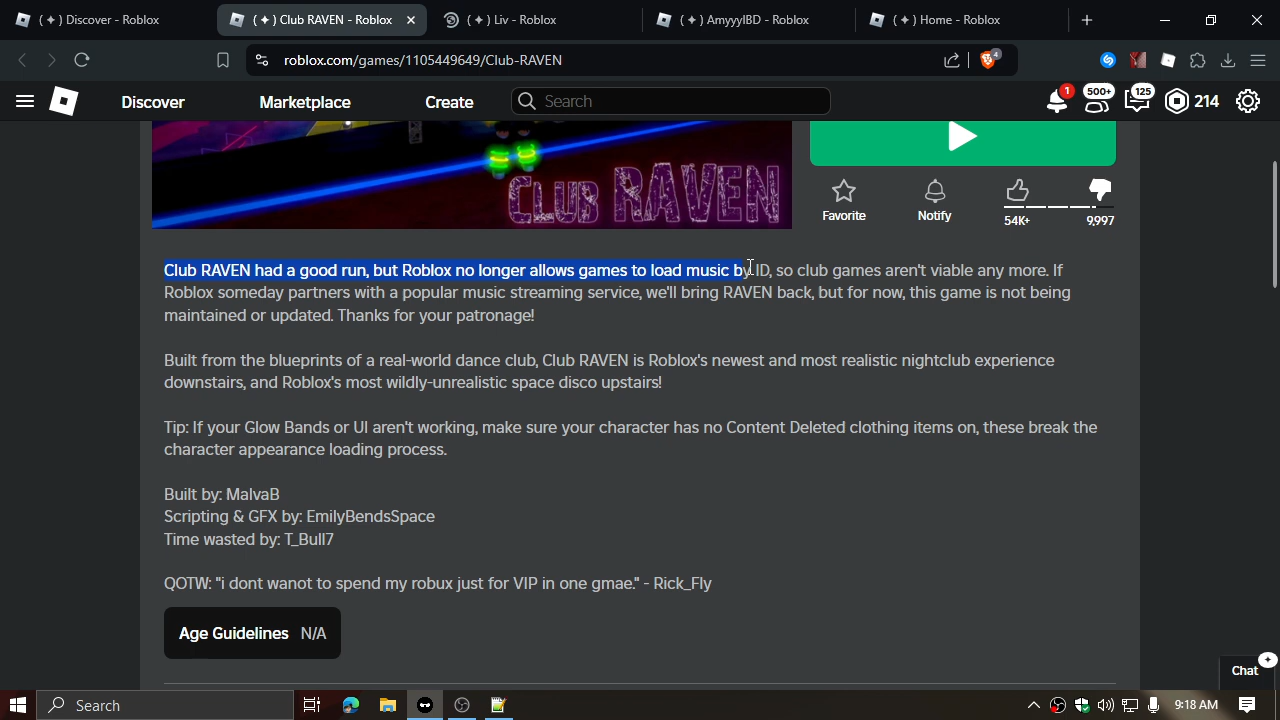 ( ✦ ) Discover - Roblox
( ✦ ) Club RAVEN - Roblox
( ✦ ) Liv - Roblox
( ✦ ) AmyyyIBD - Roblox
( ✦ ) Home - Roblox
roblox.com/games/1105449649/Club-RAVEN
4
Discover
Marketplace
Create
Search
1
500+
125
214
CLUB RAVEN
Favorite
Notify
54K+
9,997
Club RAVEN had a good run, but Roblox no longer allows games to load music by ID, so club games aren't viable any more. If
Roblox someday partners with a popular music streaming service, we'll bring RAVEN back, but for now, this game is not being
maintained or updated. Thanks for your patronage!
Built from the blueprints of a real-world dance club, Club RAVEN is Roblox's newest and most realistic nightclub experience
downstairs, and Roblox's most wildly-unrealistic space disco upstairs!
Tip: If your Glow Bands or UI aren't working, make sure your character has no Content Deleted clothing items on, these break the
character appearance loading process.
Built by: MalvaB
Scripting & GFX by: EmilyBendsSpace
Time wasted by: T_Bull7
QOTW: "i dont wanot to spend my robux just for VIP in one gmae." - Rick_Fly
Age Guidelines N/A
Chat
Search
9:18 AM